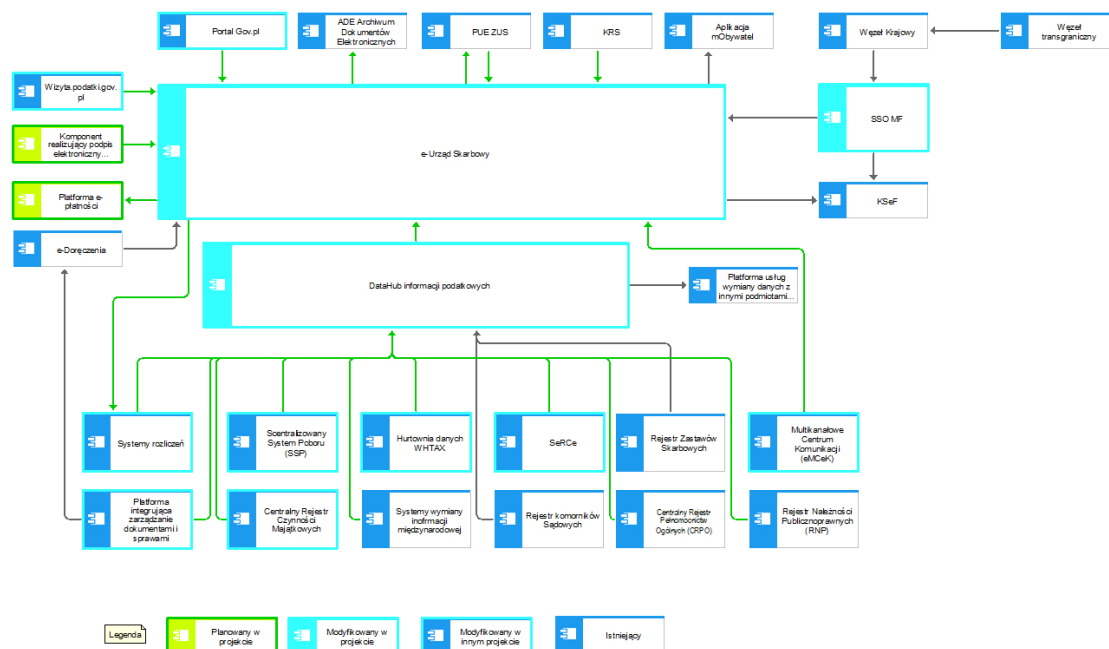 Portal Gov.pl
ADE Archiwum
Dokumentów
Elektronicznych
PUE ZUS
KRS
Aplikacja
mObywatel
Węzeł Krajowy
Węzeł
transgraniczny
Wizyta.podatki.gov.
pl
SSO MF
Komponent
realizujący podpis
elektroniczny...
e-Urząd Skarbowy
Platforma e-
płatności
KSeF
e-Doręczenia
DataHub informacji podatkowych
Platforma usług
wymiany danych z
innymi podmiotami...
Systemy rozliczeń
Scentralizowany
System Poboru
(SSP)
Hurtownia danych
WHTAX
SeRCe
Rejestr Zastawów
Skarbowych
Multikanałowe
Centrum
Komunikacji
(eMCeK)
Platforma
integrująca
zarządzanie
dokumentami i
sprawami
Centralny Rejestr
Czynności
Majątkowych
Systemy wymiany
inofrmacji
międzynarodowej
Rejestr komorników
Sądowych
Centralny Rejestr
Pełnomocnictw
Ogólnych (CRPO)
Rejestr Należności
Publicznoprawnych
(RNP)
Legenda
Planowany w
projekcie
Modyfikowany w
projekcie
Modyfikowany w
innym projekcie
Istniejący